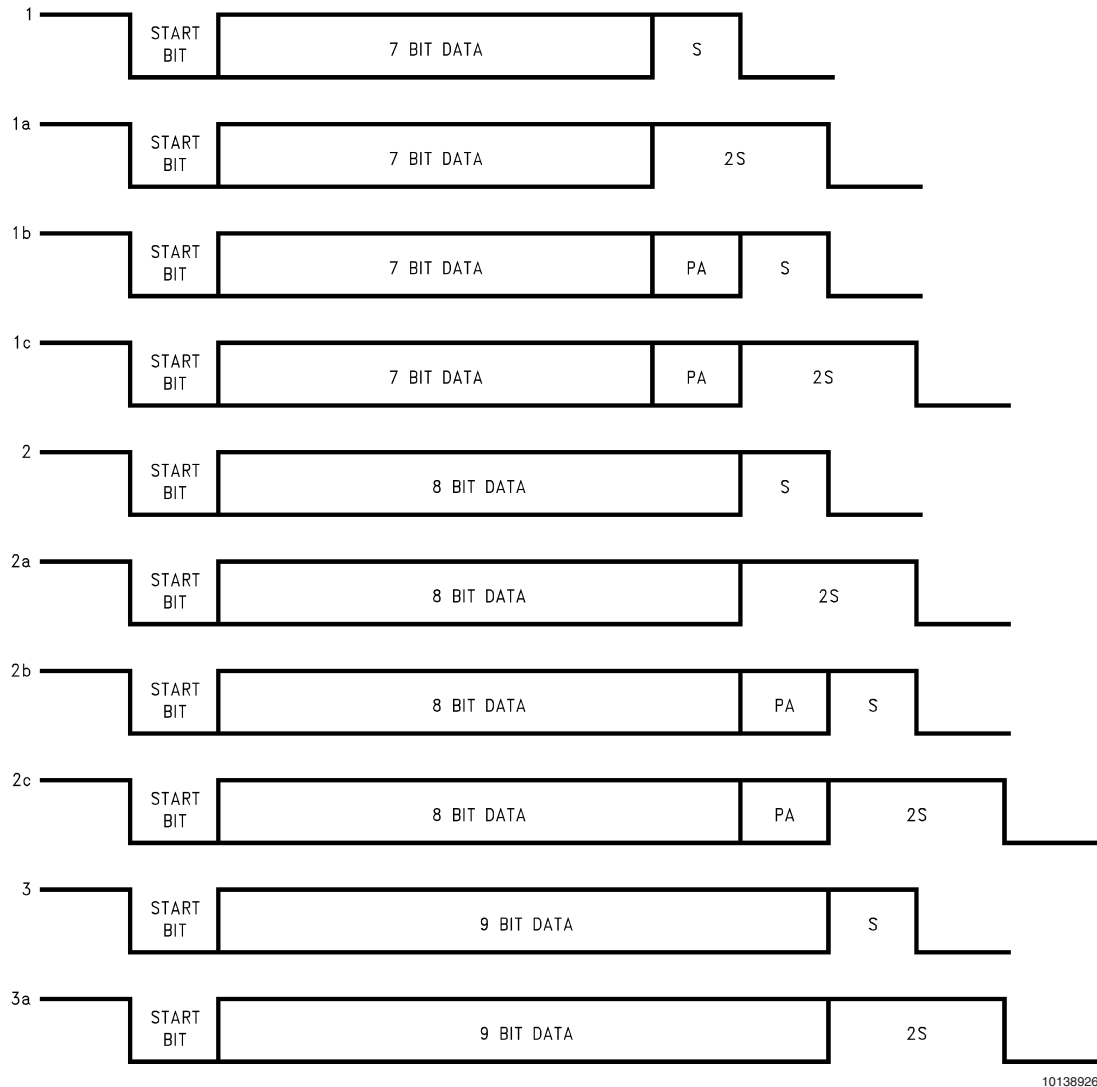 1 START BIT 7 BIT DATA S
1a START BIT 7 BIT DATA 2S
1b START BIT 7 BIT DATA PA S
1c START BIT 7 BIT DATA PA 2S
2 START BIT 8 BIT DATA S
2a START BIT 8 BIT DATA 2S
2b START BIT 8 BIT DATA PA S
2c START BIT 8 BIT DATA PA 2S
3 START BIT 9 BIT DATA S
3a START BIT 9 BIT DATA 2S
10138926